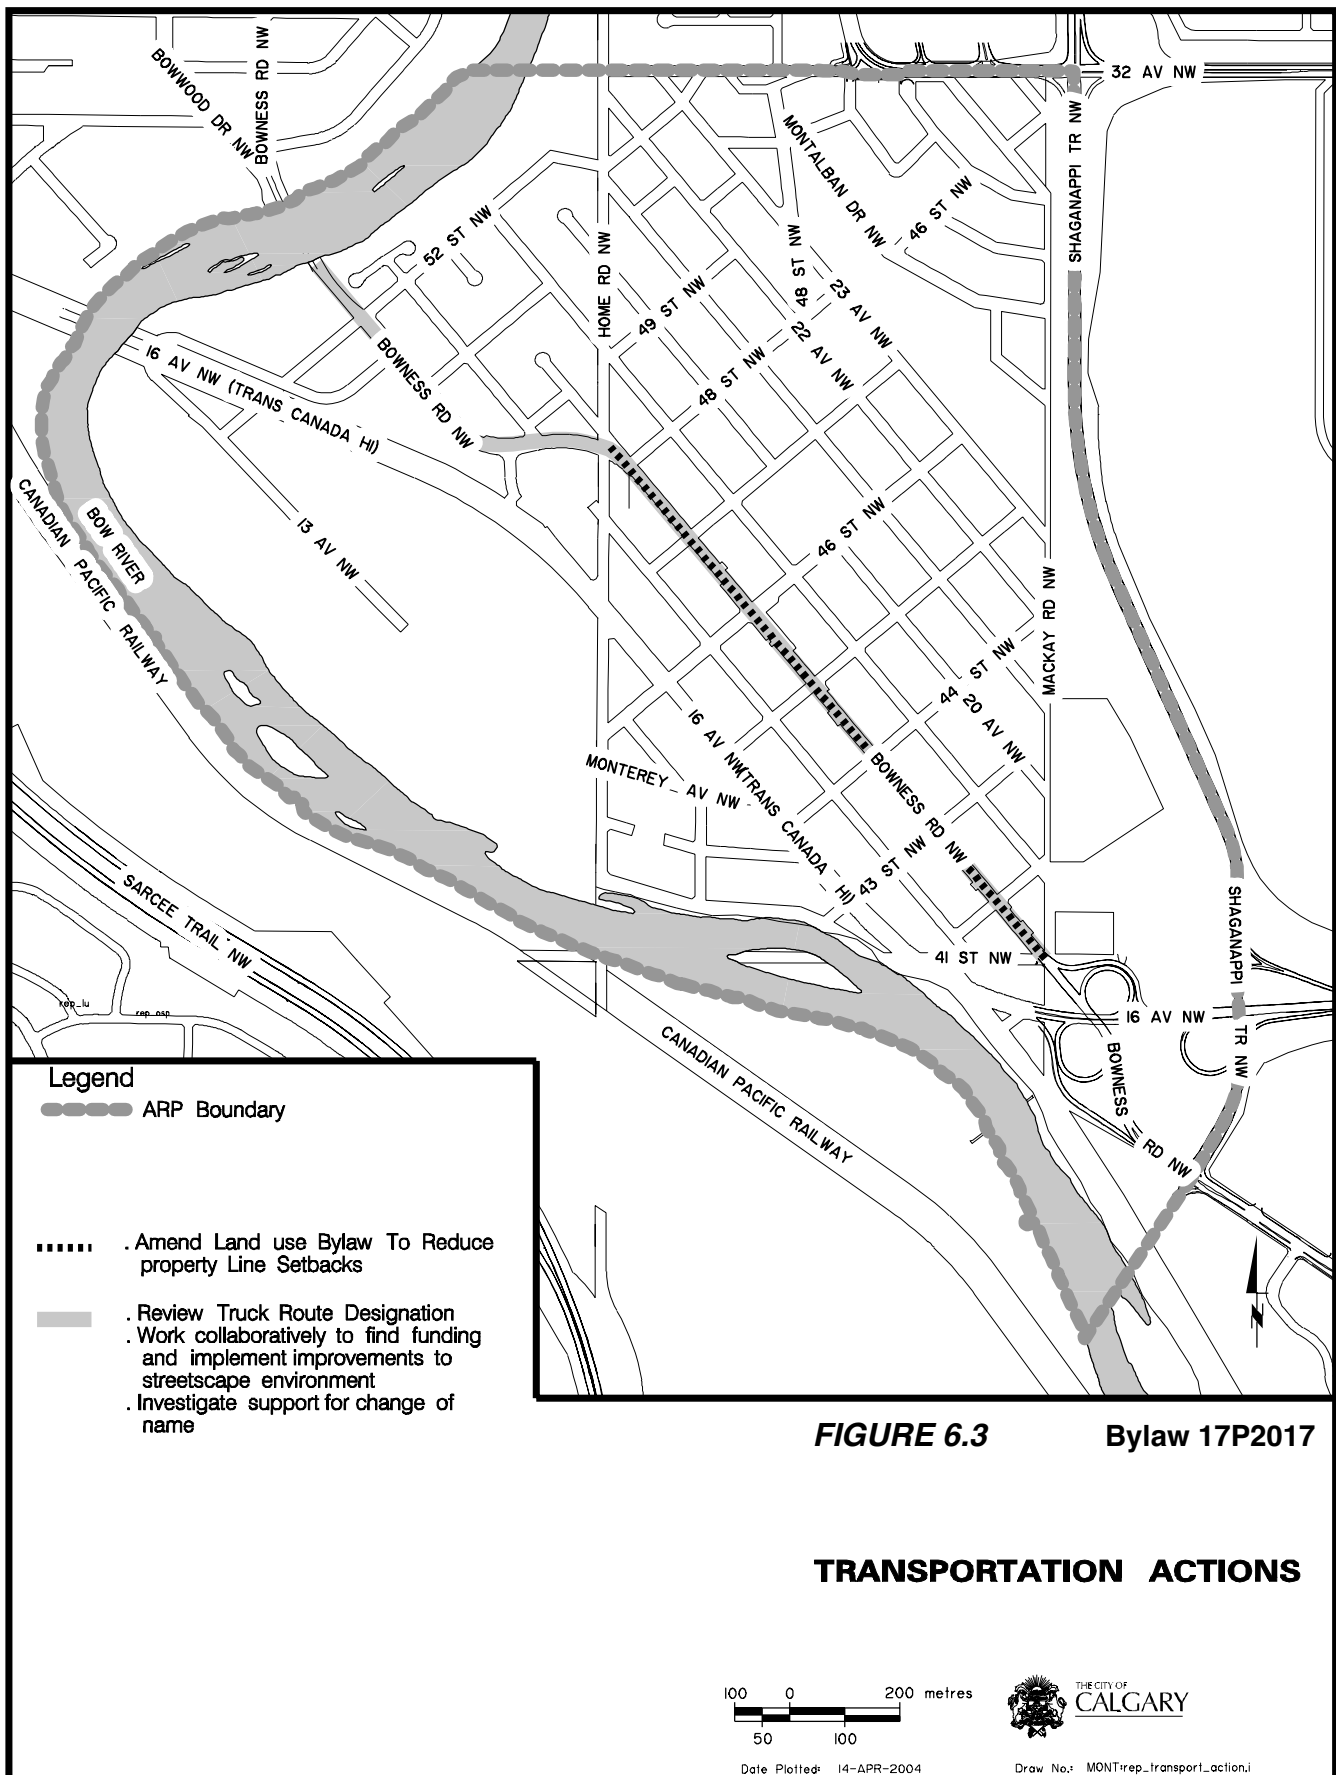 BOWWOOD DR NW
BOWNESS RD NW
32 AV NW
SHAGANAPPI TR NW
MONTALBAN DR NW
46 ST NW
52 ST NW
HOME RD NW
48 ST NW
23 AV NW
49 ST NW
22 AV NW
48 ST NW
16 AV NW (TRANS CANADA HI)
BOWNESS RD NW
CANADIAN PACIFIC RAILWAY
BOW RIVER
13 AV NW
46 ST NW
MACKAY RD NW
44 ST NW
20 AV NW
16 AV NW (TRANS CANADA HI)
MONTEREY AV NW
BOWNESS RD NW
43 ST NW
SARCEE TRAIL NW
41 ST NW
SHAGANAPPI TR NW
rep_lu
rep_osp
16 AV NW
BOWNESS RD NW
CANADIAN PACIFIC RAILWAY
N
Legend
ARP Boundary
. Amend Land use Bylaw To Reduce
property Line Setbacks
. Review Truck Route Designation
. Work collaboratively to find funding
and implement improvements to
streetscape environment
. Investigate support for change of
name
FIGURE 6.3 Bylaw 17P2017
TRANSPORTATION ACTIONS
100 0 200 metres
50 100
THE CITY OF
CALGARY
Date Plotted: 14-APR-2004 Draw No.: MONT:rep_transport_action.i